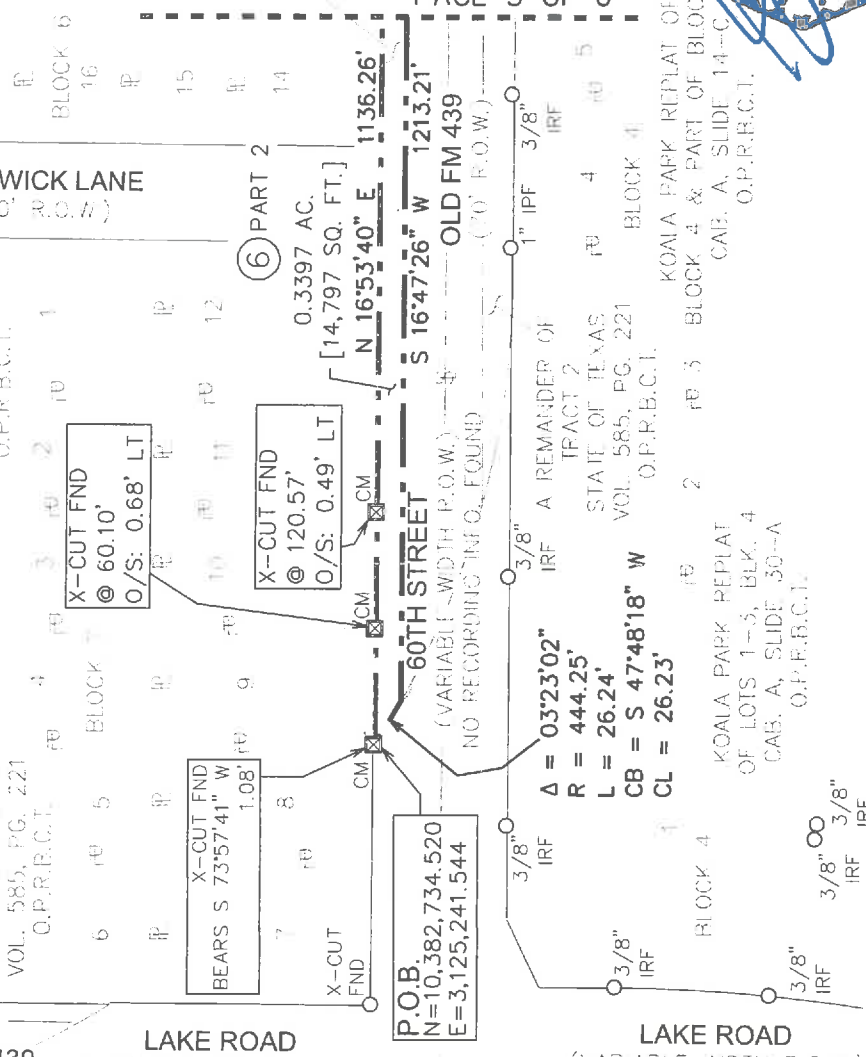 BLOCK 6
16
15
14
WICK LANE
R.O.W.)
6 PART 2
0.3397 AC.
[14,797 SQ. FT.]
N 16°53'40" E 1136.26'
S 16°47'26" W 1213.21'
OLD FM 439
(70' R.O.W.)
3/8"
IRF
1" IPF
5
4
BLOCK 4
KOALA PARK REPLAT OF
BLOCK 4 & PART OF BLOC
CAB. A, SLIDE 14-C
O.P.R.R.B.C.T.
1
2
3
4
5
6
12
11
10
9
8
7
BLOCK
X-CUT FND
@ 60.10'
O/S: 0.68' LT
X-CUT FND
@ 120.57'
O/S: 0.49' LT
CM
CM
CM
60TH STREET
(VARIABLE WIDTH R.O.W.)
NO RECORDING INFO. FOUND
3/8"
IRF
A REMANDER OF
TRACT 2
STATE OF TEXAS
VOL. 585, PG. 221
O.P.R.B.C.T.
3
2
1
VOL. 585, PG. 221
O.P.R.B.C.T.
X-CUT FND
BEARS S 73°57'41" W
1.08'
X-CUT
FND
P.O.B.
N=10,382,734.520
E=3,125,241.544
Δ = 03°23'02"
R = 444.25'
L = 26.24'
CB = S 47°48'18" W
CL = 26.23'
KOALA PARK REPLAT
OF LOTS 1-3, BLK. 4
CAB. A, SLIDE 30-A
O.P.R.B.C.T.
BLOCK 4
3/8"
IRF
3/8"
IRF
3/8"
IRF
3/8"
IRF
3/8"
IRF
LAKE ROAD
LAKE ROAD